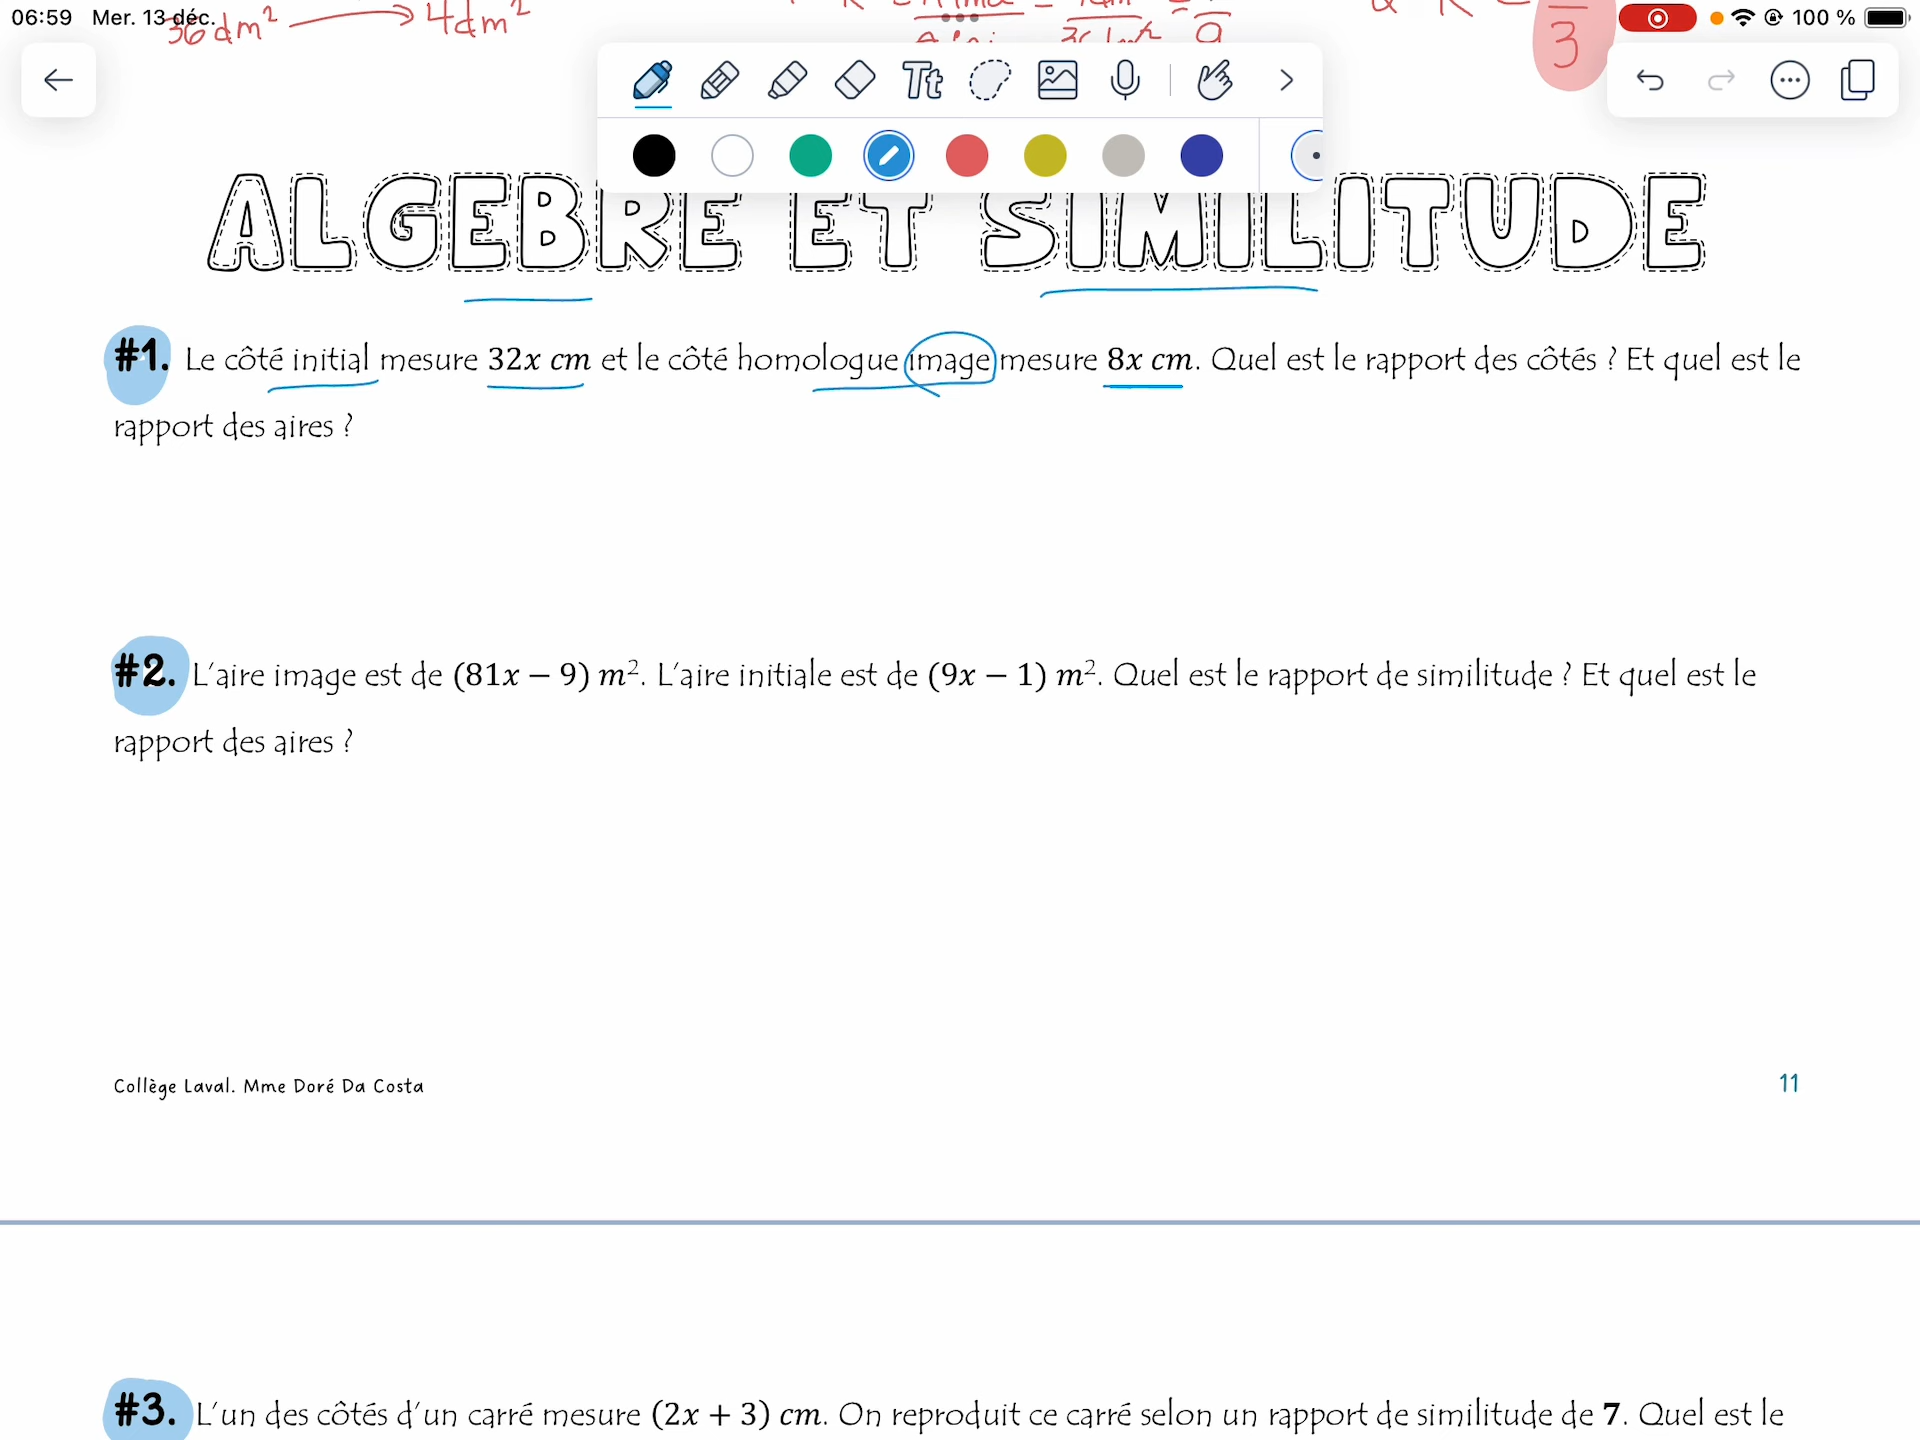 06:59 Mer. 13 déc. 100 %
36 dm² → 4dm²
3
Tt
ALGEBRE ET SIMILITUDE
#1. Le côté initial mesure 32x cm et le côté homologue image mesure 8x cm. Quel est le rapport des côtés ? Et quel est le
rapport des aires ?
#2. L'aire image est de (81x − 9) m². L'aire initiale est de (9x − 1) m². Quel est le rapport de similitude ? Et quel est le
rapport des aires ?
Collège Laval. Mme Doré Da Costa 11
#3. L'un des côtés d'un carré mesure (2x + 3) cm. On reproduit ce carré selon un rapport de similitude de 7. Quel est le